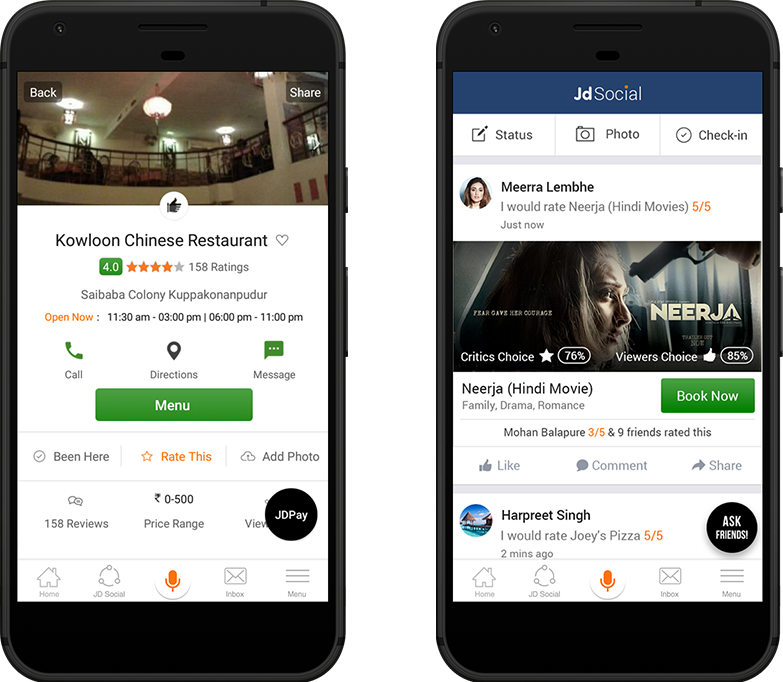 Back
Share
Kowloon Chinese Restaurant
4.0 158 Ratings
Saibaba Colony Kuppakonanpudur
Open Now : 11:30 am - 03:00 pm | 06:00 pm - 11:00 pm
Call
Directions
Message
Menu
Been Here
Rate This
Add Photo
158 Reviews
₹ 0-500
Price Range
View
JDPay
Home
JD Social
Inbox
Menu
JdSocial
Status
Photo
Check-in
Meerra Lembhe
I would rate Neerja (Hindi Movies) 5/5
Just now
FEAR GAVE HER COURAGE
NEERJA
TRAILER OUT
NOW
Critics Choice 76%
Viewers Choice 85%
Neerja (Hindi Movie)
Family, Drama, Romance
Book Now
Mohan Balapure 3/5 & 9 friends rated this
Like
Comment
Share
Harpreet Singh
I would rate Joey's Pizza 5/5
2 mins ago
ASK
FRIENDS!
Home
JD Social
Inbox
Menu